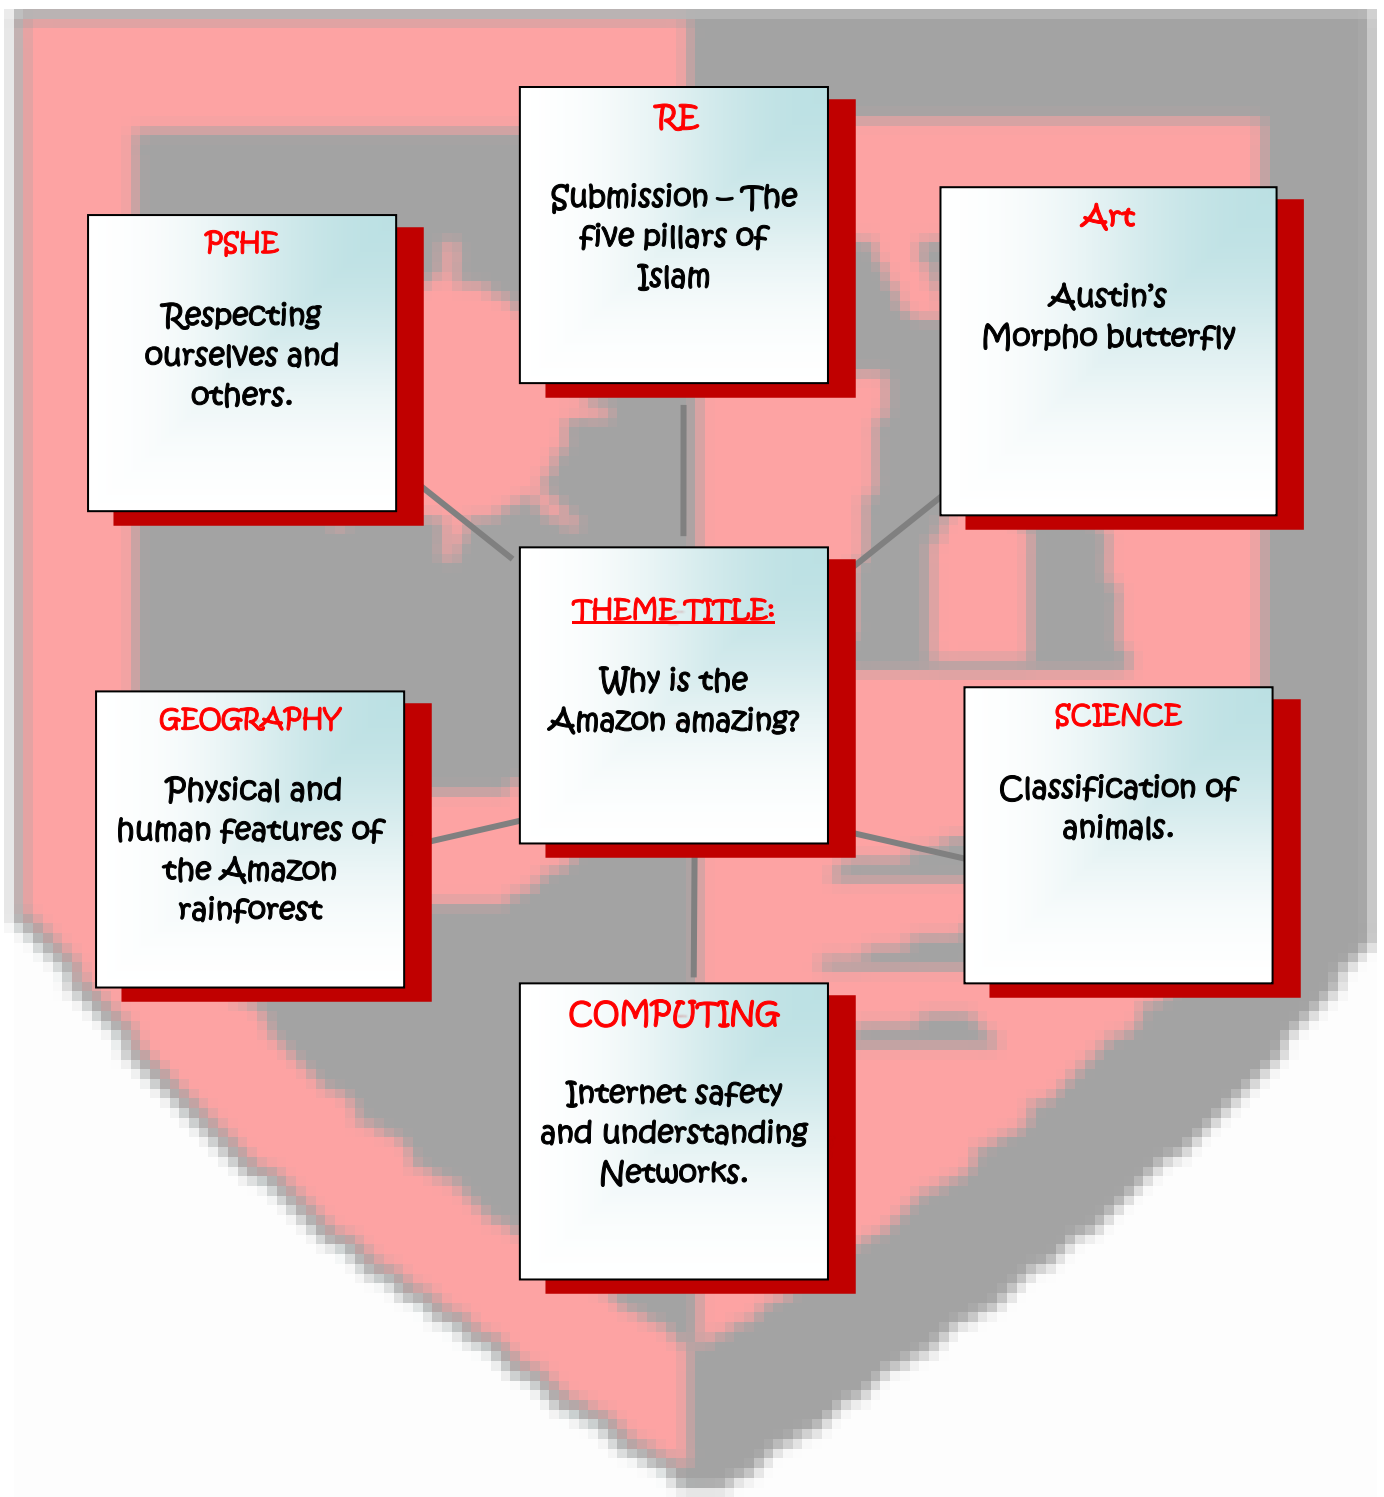 RE
Submission – The
five pillars of
Islam
Art
Austin's
Morpho butterfly
PSHE
Respecting
ourselves and
others.
THEME TITLE:
Why is the
Amazon amazing?
GEOGRAPHY
Physical and
human features of
the Amazon
rainforest
SCIENCE
Classification of
animals.
COMPUTING
Internet safety
and understanding
Networks.